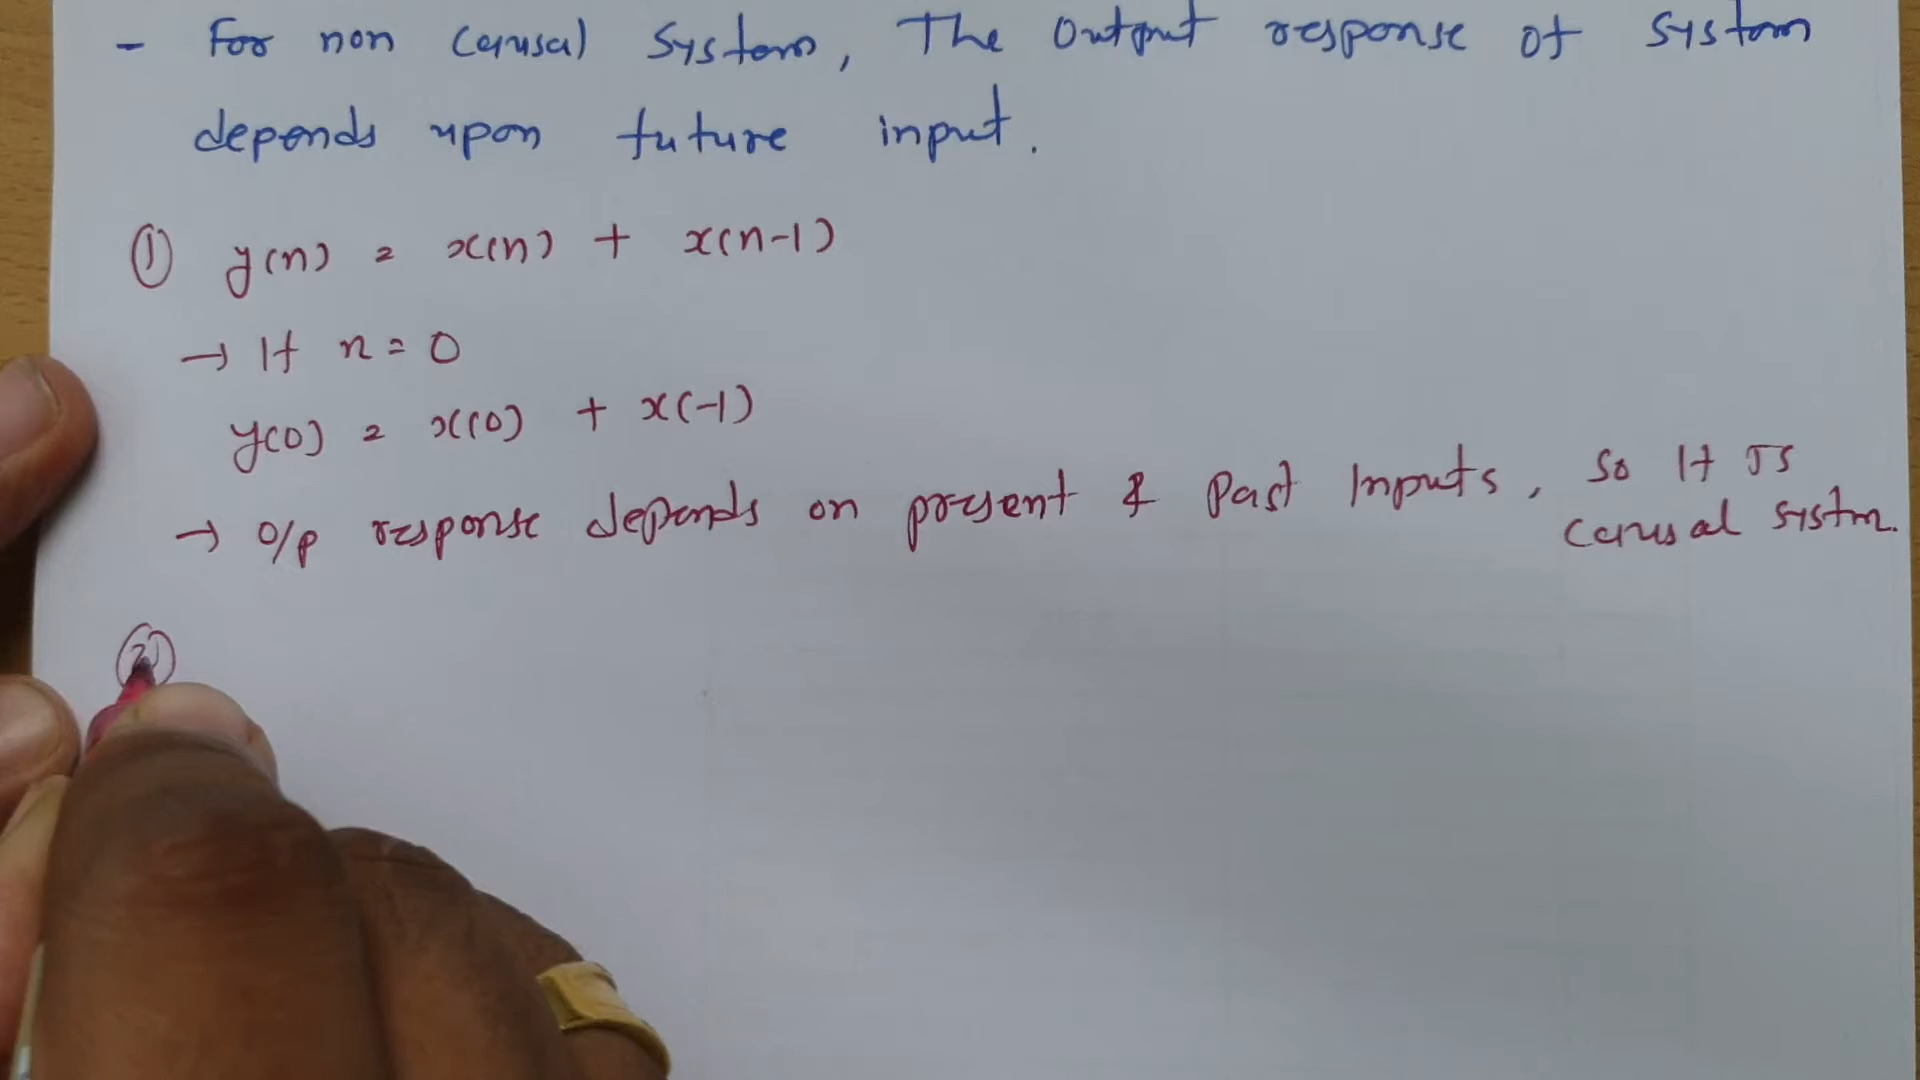 - For non Causal System, The Output response of System
depends upon future input.
① y(n) = x(n) + x(n-1)
→ If n = 0
y(0) = x(0) + x(-1)
→ O/P response depends on present & Past Inputs, So It Is
Causal System.
②